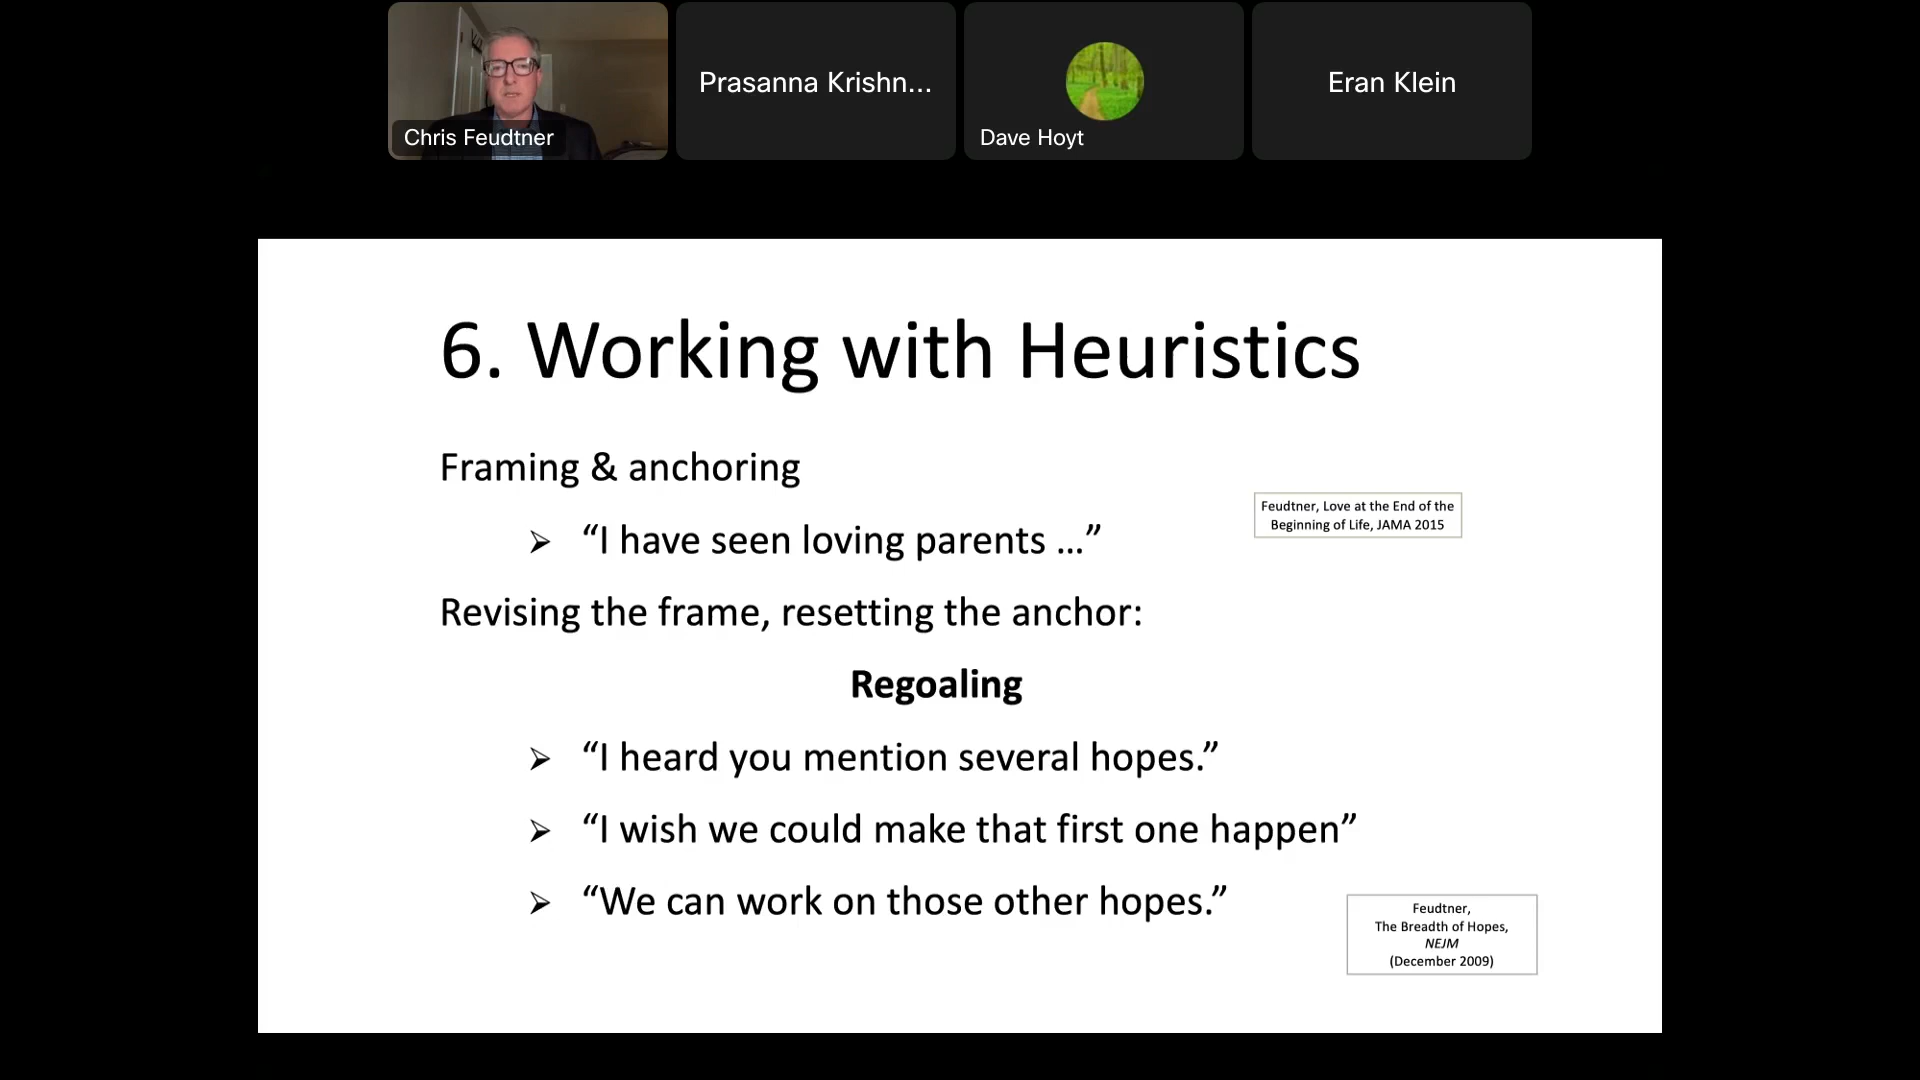 Chris Feudtner
Prasanna Krishn...
Dave Hoyt
Eran Klein
6. Working with Heuristics
Framing & anchoring
➢ “I have seen loving parents …”
Feudtner, Love at the End of the
Beginning of Life, JAMA 2015
Revising the frame, resetting the anchor:
Regoaling
➢ “I heard you mention several hopes.”
➢ “I wish we could make that first one happen”
➢ “We can work on those other hopes.”
Feudtner,
The Breadth of Hopes,
NEJM
(December 2009)